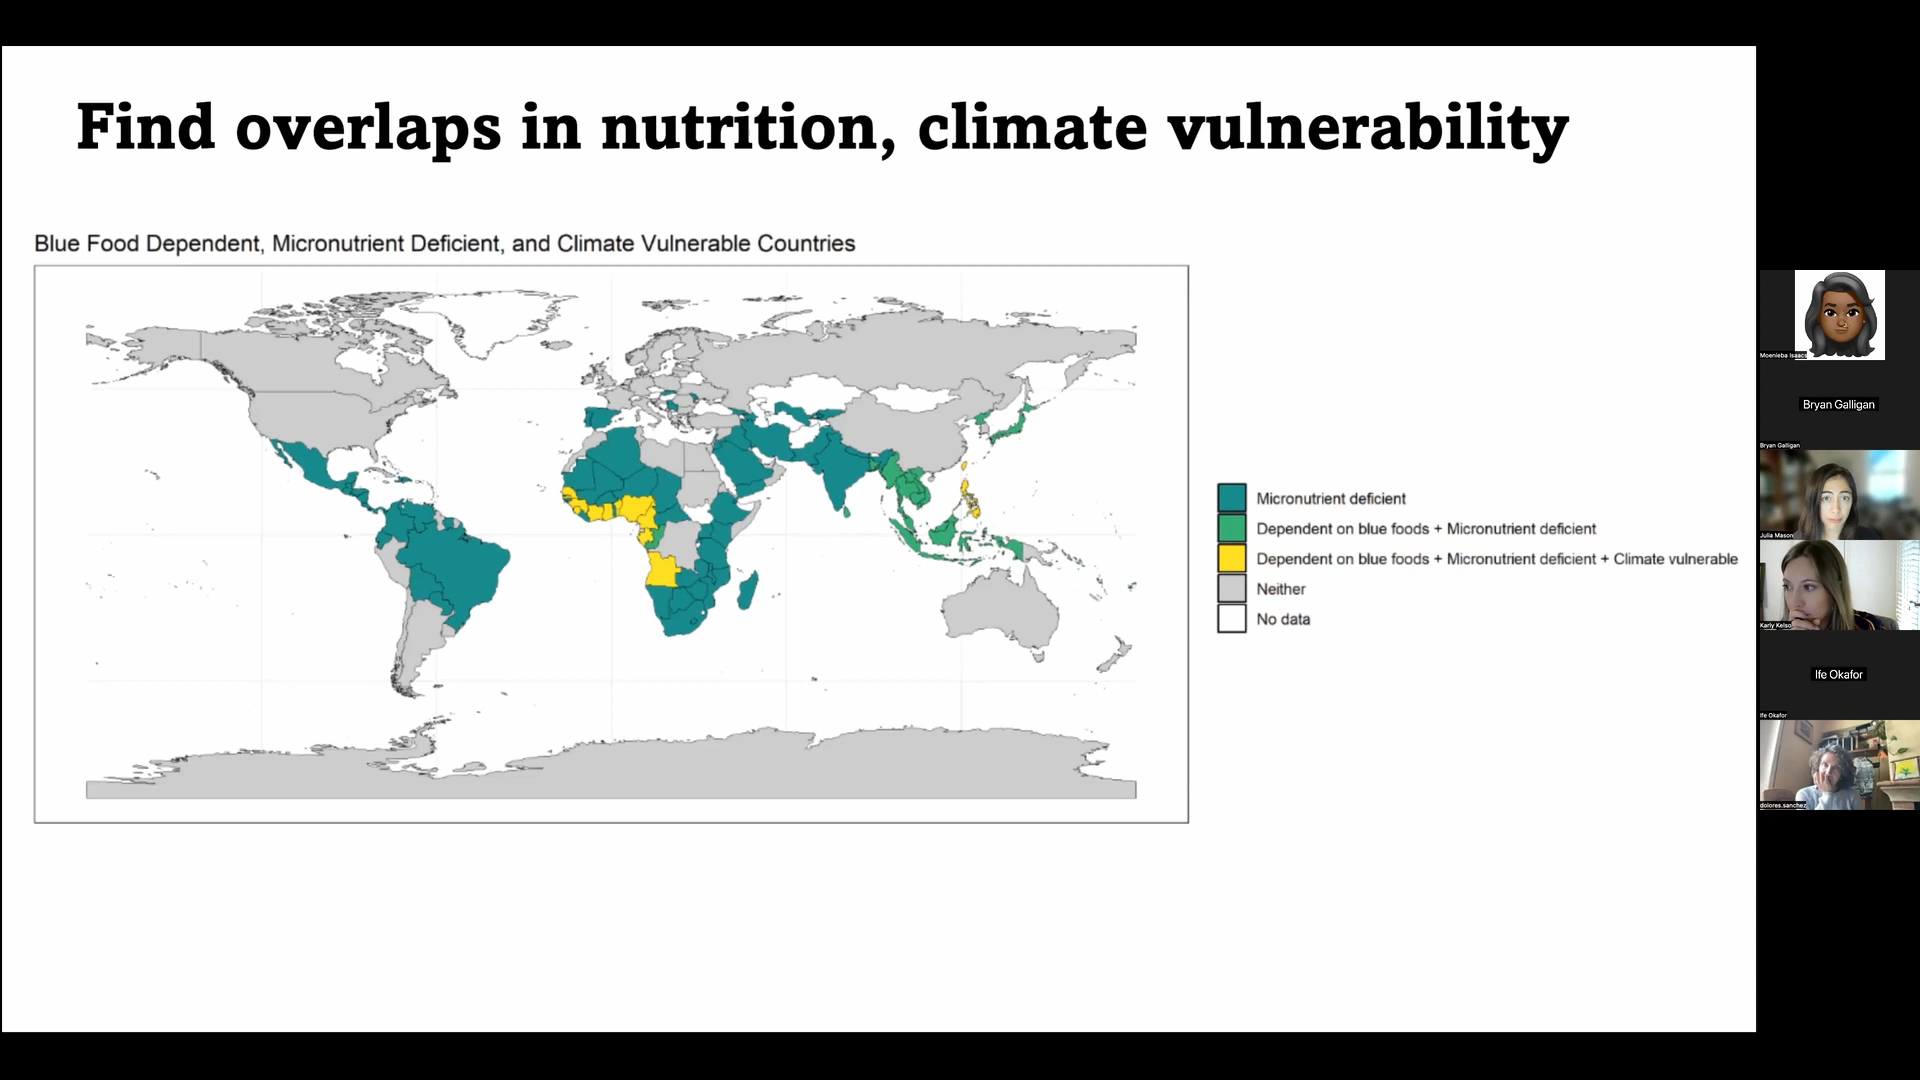 Find overlaps in nutrition, climate vulnerability
Blue Food Dependent, Micronutrient Deficient, and Climate Vulnerable Countries
Micronutrient deficient
Dependent on blue foods + Micronutrient deficient
Dependent on blue foods + Micronutrient deficient + Climate vulnerable
Neither
No data
Moenieba Isaacs
Bryan Galligan
Bryan Galligan
Julia Mason
Karly Kelso
Ife Okafor
Ife Okafor
dolores.sanchez